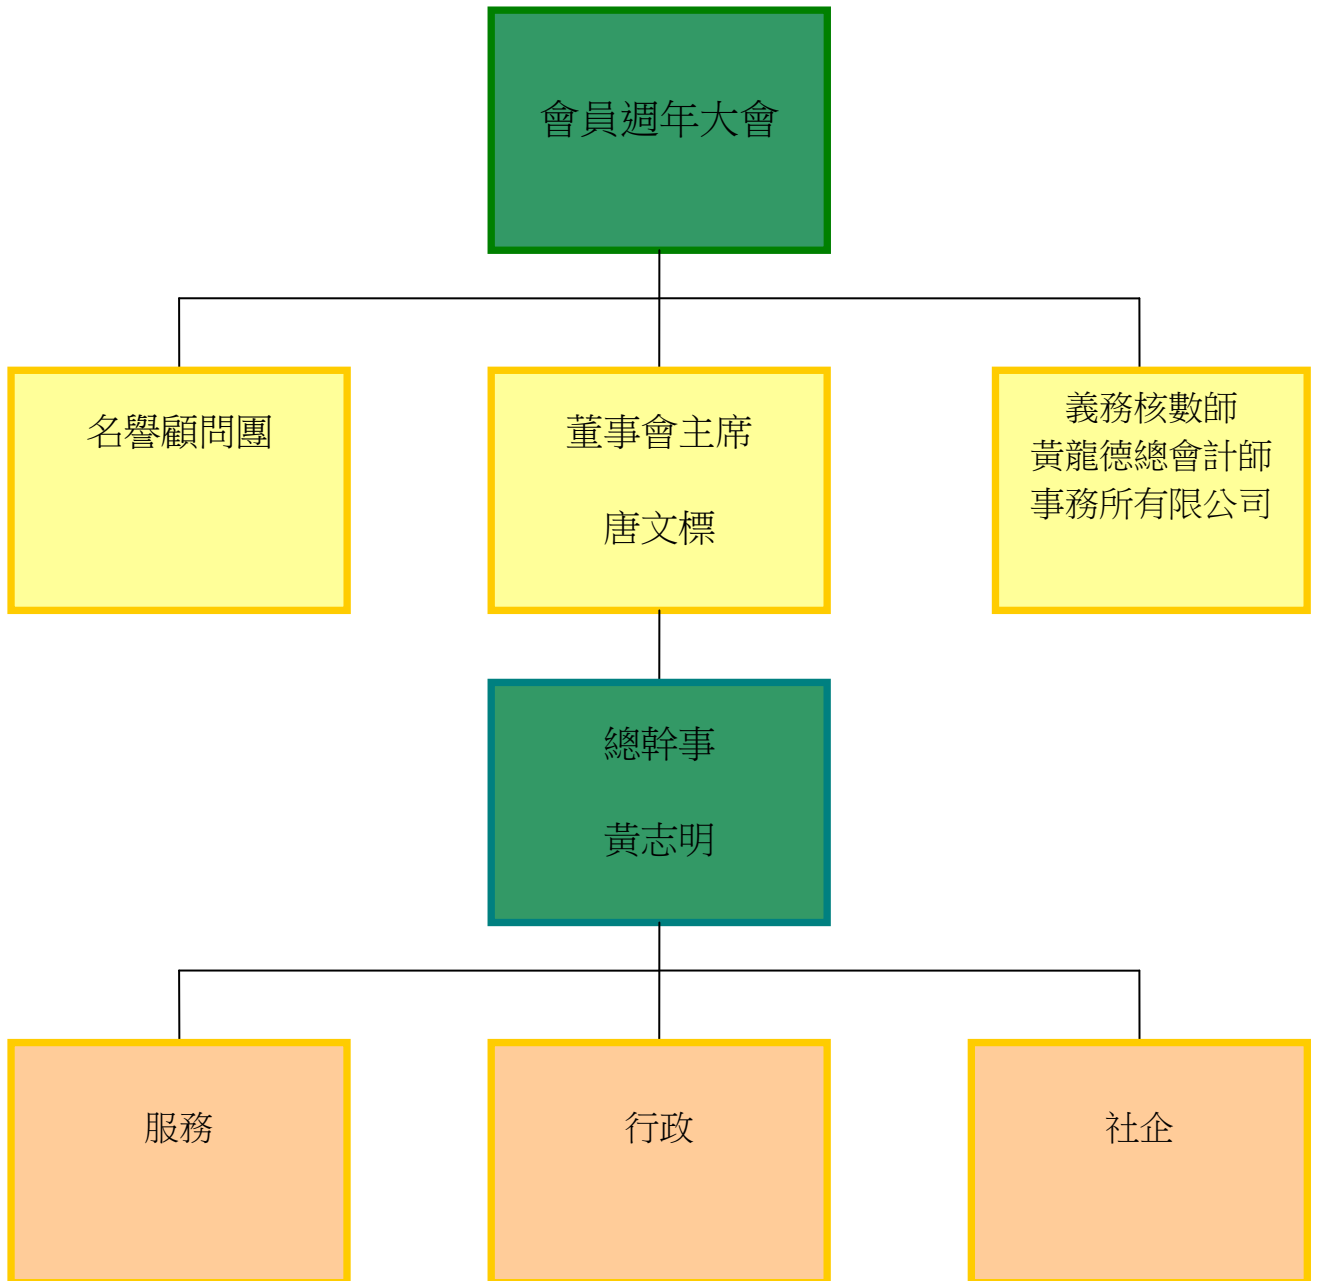 會員週年大會
名譽顧問團
董事會主席
唐文標
義務核數師
黃龍德總會計師
事務所有限公司
總幹事
黃志明
服務
行政
社企